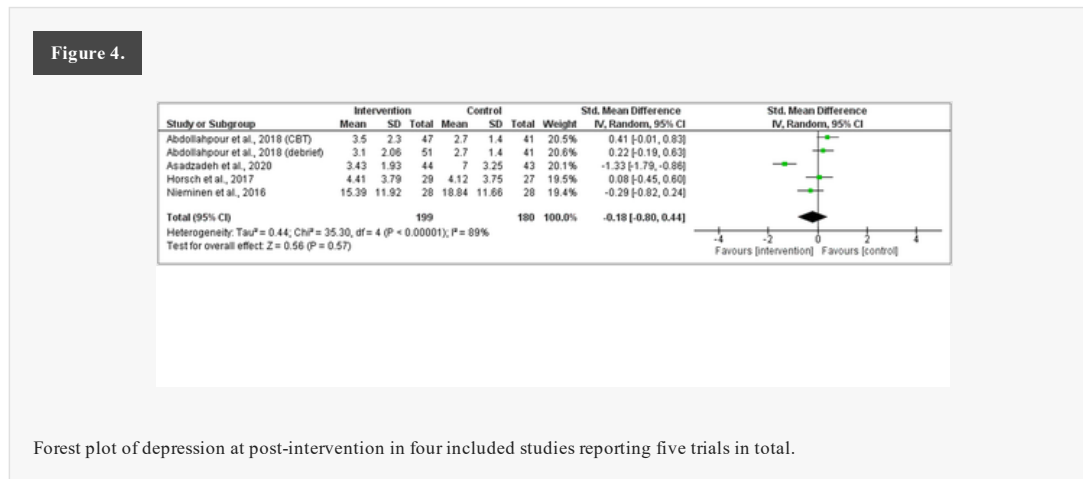 Figure 4.
Intervention Control Std. Mean Difference Std. Mean Difference
Study or Subgroup Mean SD Total Mean SD Total Weight IV, Random, 95% CI IV, Random, 95% CI
Abdollahpour et al., 2018 (CBT) 3.5 2.3 47 2.7 1.4 41 20.5% 0.41 [-0.01, 0.83]
Abdollahpour et al., 2018 (debrief) 3.1 2.06 51 2.7 1.4 41 20.6% 0.22 [-0.19, 0.63]
Asadzadeh et al., 2020 3.43 1.93 44 7 3.25 43 20.1% -1.33 [-1.79, -0.86]
Horsch et al., 2017 4.41 3.79 29 4.12 3.75 27 19.5% 0.08 [-0.45, 0.60]
Nieminen et al., 2016 15.39 11.92 28 18.84 11.66 28 19.4% -0.29 [-0.82, 0.24]
Total (95% CI) 199 180 100.0% -0.18 [-0.80, 0.44]
Heterogeneity: Tau² = 0.44; Chi² = 35.30, df = 4 (P < 0.00001); I² = 89%
Test for overall effect: Z = 0.56 (P = 0.57)
-4 -2 0 2 4
Favours [intervention] Favours [control]
Forest plot of depression at post-intervention in four included studies reporting five trials in total.